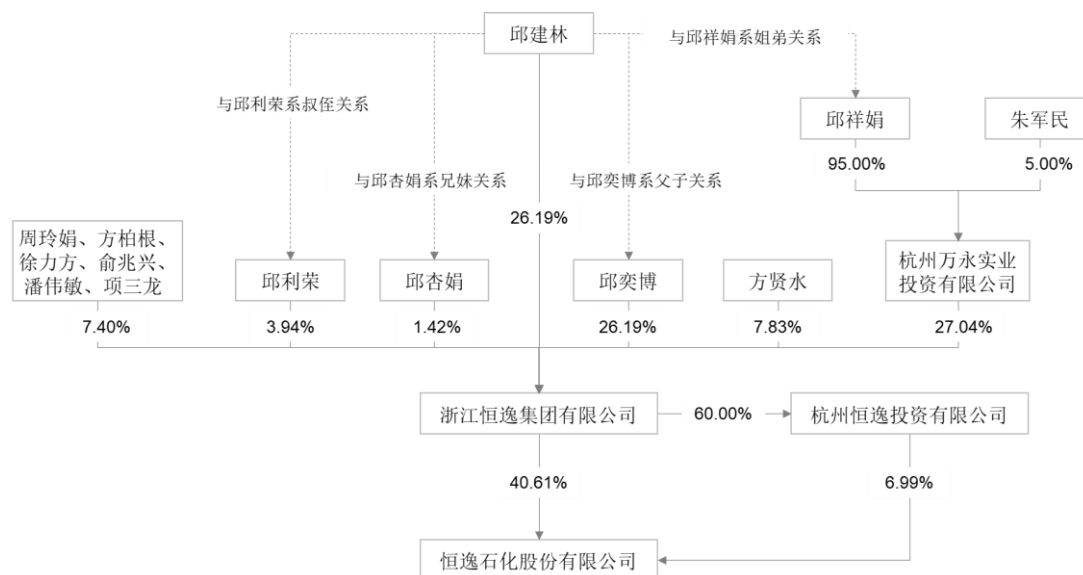 邱建林
与邱祥娟系姐弟关系
与邱利荣系叔侄关系
邱祥娟
朱军民
95.00%
5.00%
与邱杏娟系兄妹关系
与邱奕博系父子关系
26.19%
周玲娟、方柏根、
徐力方、俞兆兴、
潘伟敏、项三龙
邱利荣
邱杏娟
邱奕博
方贤水
杭州万永实业
投资有限公司
7.40%
3.94%
1.42%
26.19%
7.83%
27.04%
浙江恒逸集团有限公司
60.00%
杭州恒逸投资有限公司
40.61%
6.99%
恒逸石化股份有限公司